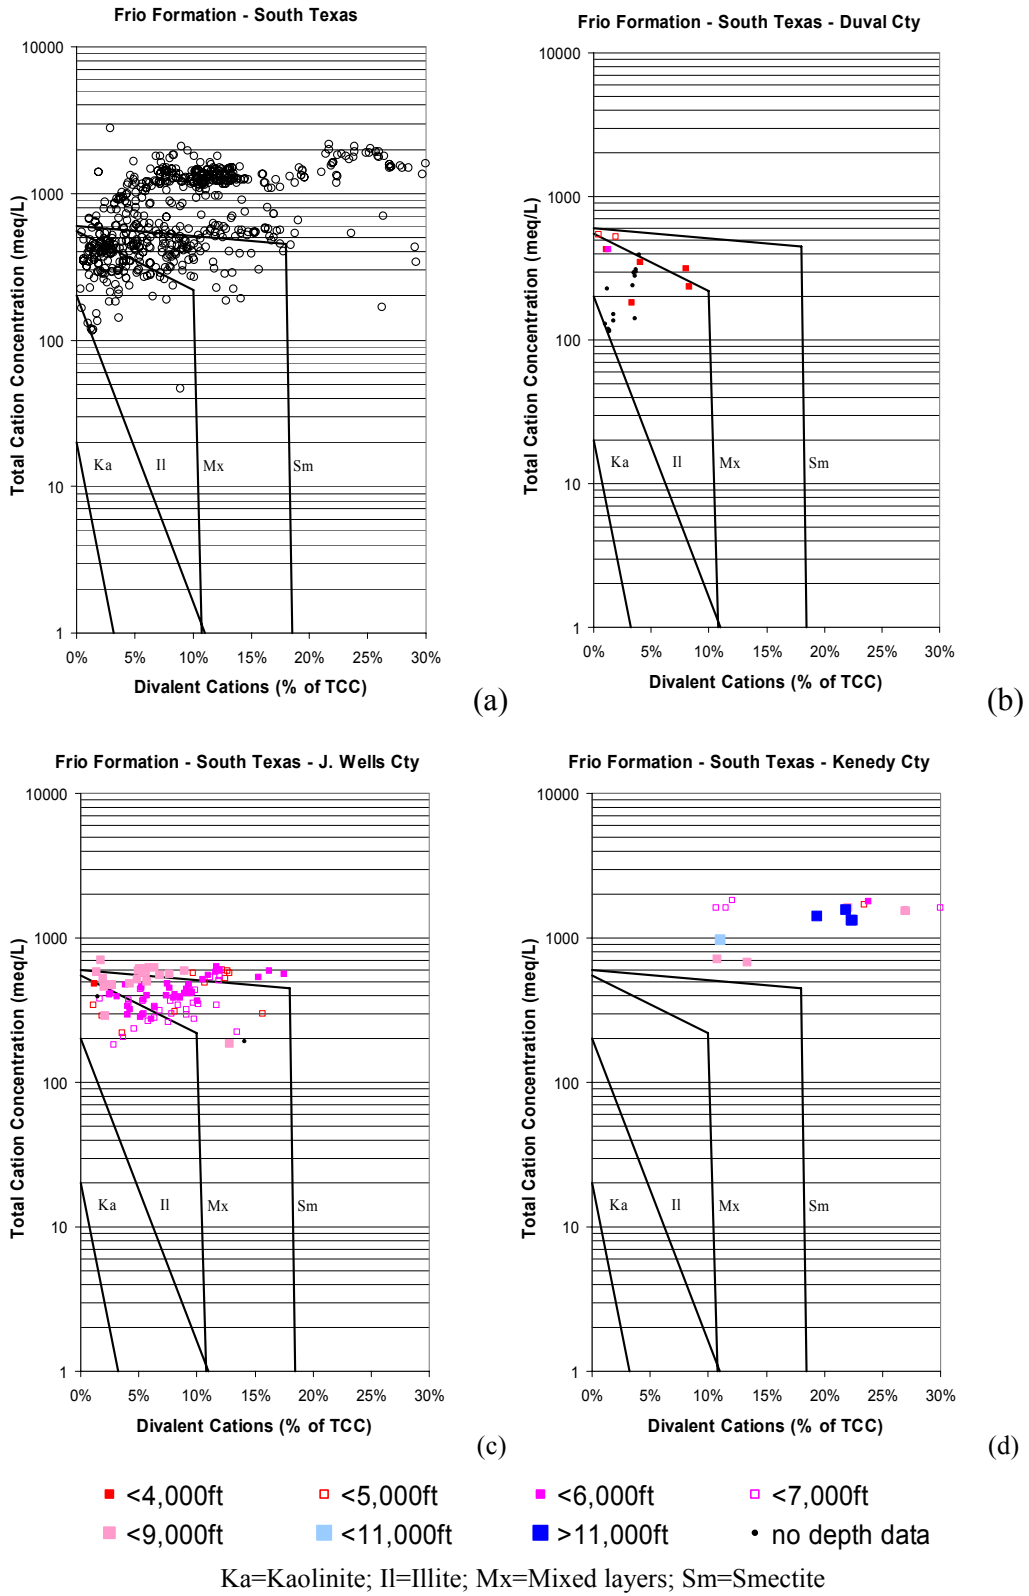 Frio Formation - South Texas
10000
1000
100
10
1
Total Cation Concentration (meq/L)
Ka
Il
Mx
Sm
0% 5% 10% 15% 20% 25% 30%
Divalent Cations (% of TCC)
(a)
Frio Formation - South Texas - Duval Cty
10000
1000
100
10
1
Total Cation Concentration (meq/L)
Ka
Il
Mx
Sm
0% 5% 10% 15% 20% 25% 30%
Divalent Cations (% of TCC)
(b)
Frio Formation - South Texas - J. Wells Cty
10000
1000
100
10
1
Total Cation Concentration (meq/L)
Ka
Il
Mx
Sm
0% 5% 10% 15% 20% 25% 30%
Divalent Cations (% of TCC)
(c)
Frio Formation - South Texas - Kenedy Cty
10000
1000
100
10
1
Total Cation Concentration (meq/L)
Ka
Il
Mx
Sm
0% 5% 10% 15% 20% 25% 30%
Divalent Cations (% of TCC)
(d)
<4,000ft <5,000ft <6,000ft <7,000ft
<9,000ft <11,000ft >11,000ft no depth data
Ka=Kaolinite; Il=Illite; Mx=Mixed layers; Sm=Smectite